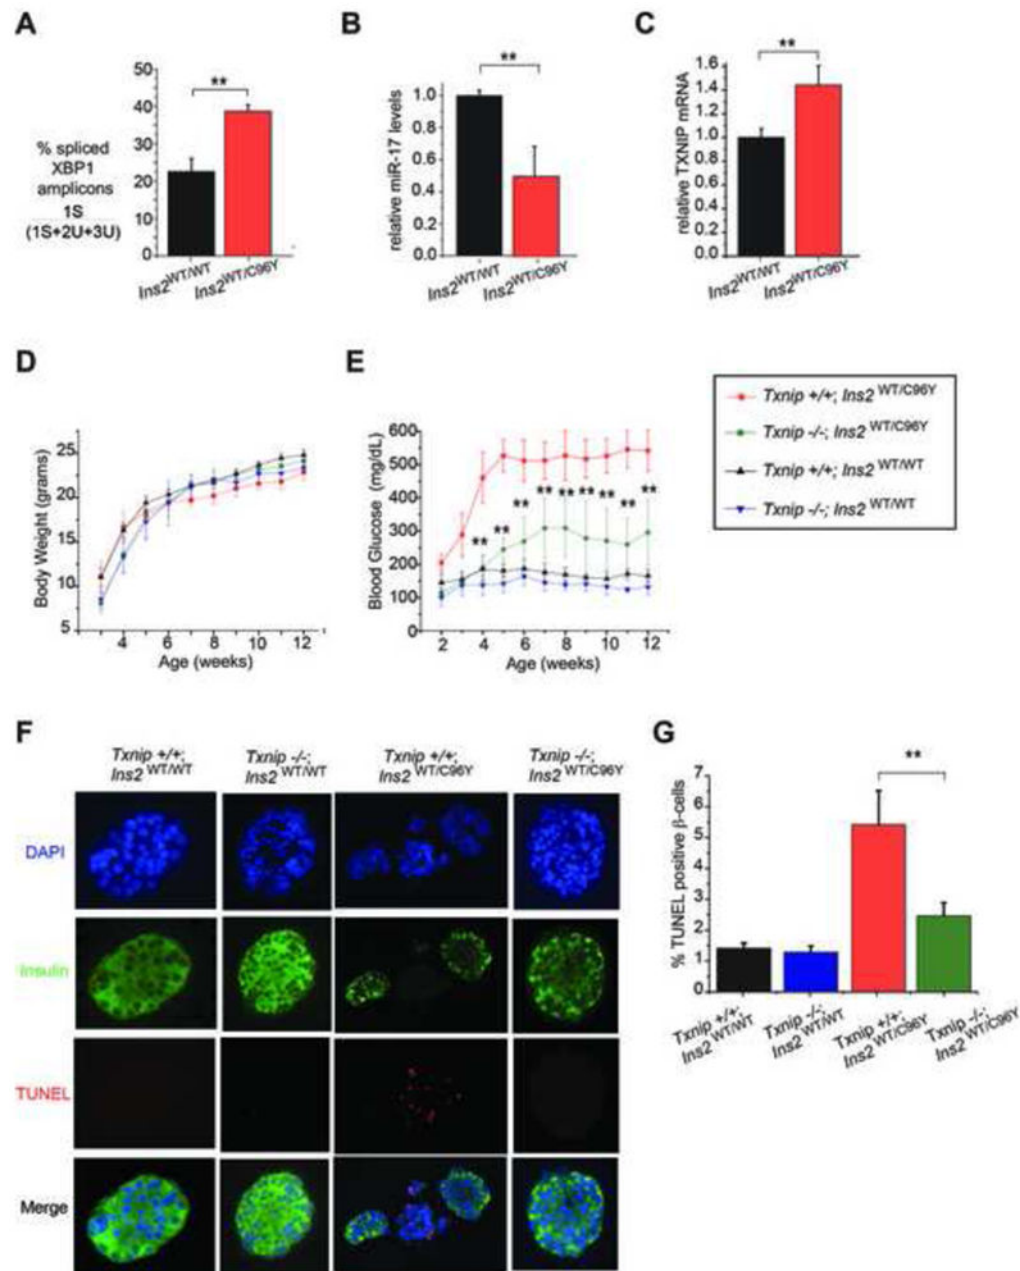 A
B
C
% spliced
XBP1
amplicons
1S
(1S+2U+3U)
50
40
30
20
10
0
**
Ins2WT/WT
Ins2WT/C96Y
relative miR-17 levels
1.0
0.8
0.6
0.4
0.2
0.0
**
Ins2WT/WT
Ins2WT/C96Y
relative TXNIP mRNA
1.6
1.4
1.2
1.0
0.8
0.6
0.4
0.2
0.0
**
Ins2WT/WT
Ins2WT/C96Y
D
E
Body Weight (grams)
25
20
15
10
5
4
6
8
10
12
Age (weeks)
Blood Glucose (mg/dL)
600
500
400
300
200
100
0
** ** ** ** ** ** ** ** **
2
4
6
8
10
12
Age (weeks)
Txnip +/+; Ins2 WT/C96Y
Txnip -/-; Ins2 WT/C96Y
Txnip +/+; Ins2 WT/WT
Txnip -/-; Ins2 WT/WT
F
G
Txnip +/+;
Ins2 WT/WT
Txnip -/-;
Ins2 WT/WT
Txnip +/+;
Ins2 WT/C96Y
Txnip -/-;
Ins2 WT/C96Y
DAPI
Insulin
TUNEL
Merge
% TUNEL positive β-cells
7
6
5
4
3
2
1
0
**
Txnip +/+;
Ins2 WT/WT
Txnip -/-;
Ins2 WT/WT
Txnip +/+;
Ins2 WT/C96Y
Txnip -/-;
Ins2 WT/C96Y